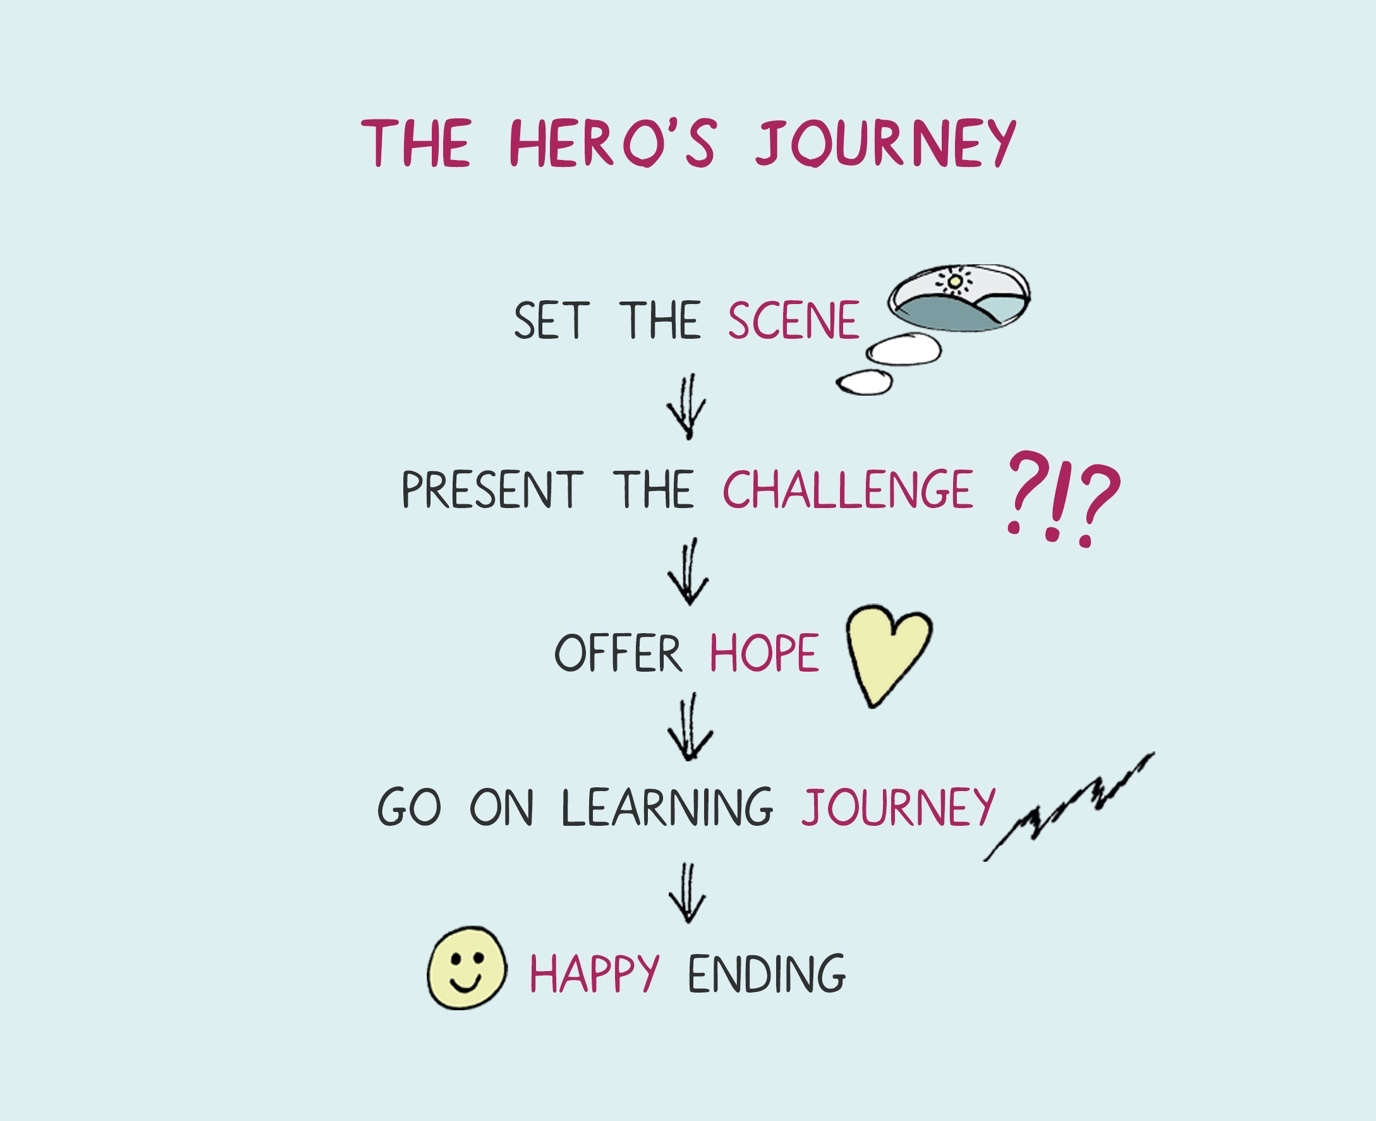 THE HERO'S JOURNEY
SET THE SCENE
PRESENT THE CHALLENGE ?!?
OFFER HOPE
GO ON LEARNING JOURNEY
HAPPY ENDING